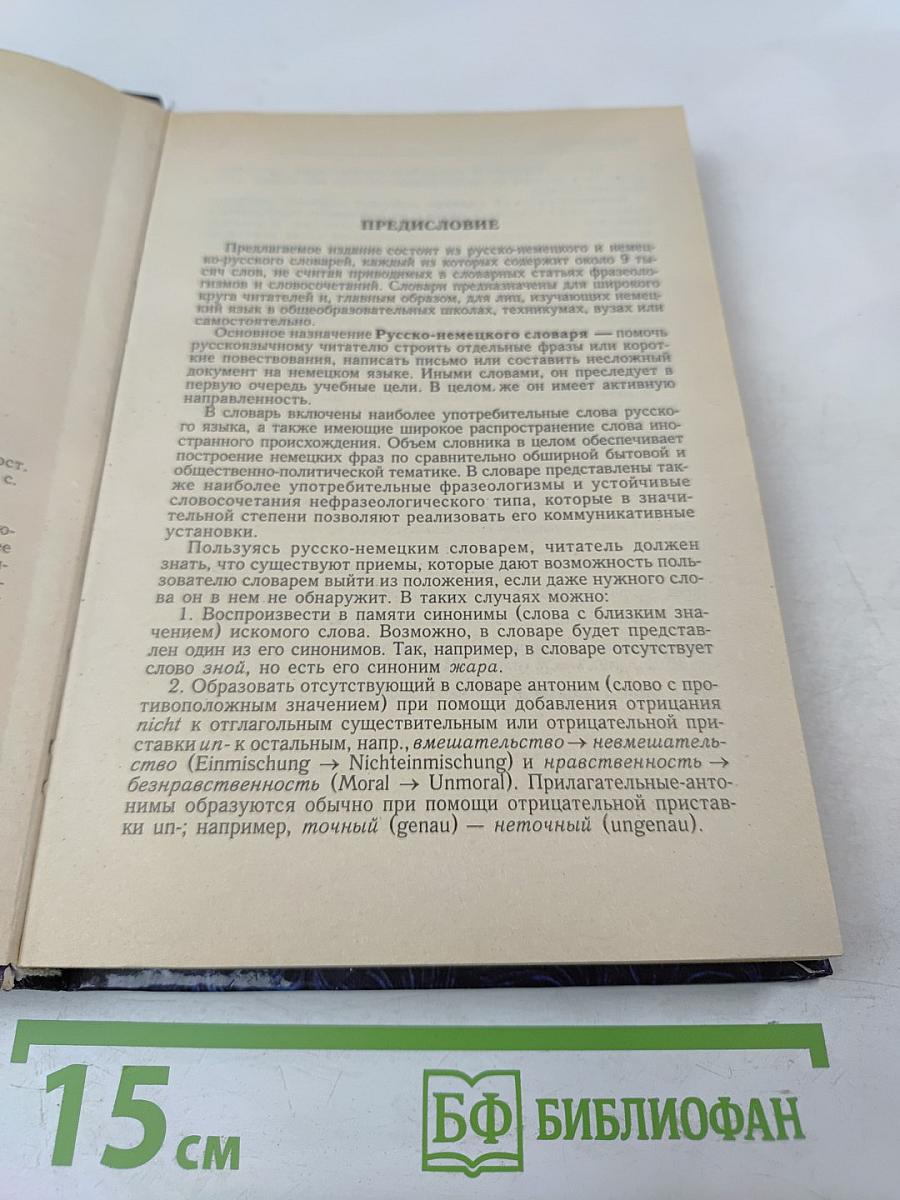 ост.
с.
ПРЕДИСЛОВИЕ
Предлагаемое издание состоит из русско-немецкого и немец-
ко-русского словарей, каждый из которых содержит около 9 ты-
сяч слов, не считая приводимых в словарных статьях фразеоло-
гизмов и словосочетаний. Словари предназначены для широкого
круга читателей и, главным образом, для лиц, изучающих немец-
кий язык в общеобразовательных школах, техникумах, вузах или
самостоятельно.
Основное назначение Русско-немецкого словаря — помочь
русскоязычному читателю строить отдельные фразы или корот-
кие повествования, написать письмо или составить несложный
документ на немецком языке. Иными словами, он преследует в
первую очередь учебные цели. В целом же он имеет активную
направленность.
В словарь включены наиболее употребительные слова русско-
го языка, а также имеющие широкое распространение слова ино-
странного происхождения. Объем словника в целом обеспечивает
построение немецких фраз по сравнительно обширной бытовой и
общественно-политической тематике. В словаре представлены так-
же наиболее употребительные фразеологизмы и устойчивые
словосочетания нефразеологического типа, которые в значи-
тельной степени позволяют реализовать его коммуникативные
установки.
Пользуясь русско-немецким словарем, читатель должен
знать, что существуют приемы, которые дают возможность поль-
зователю словарем выйти из положения, если даже нужного сло-
ва он в нем не обнаружит. В таких случаях можно:
1. Воспроизвести в памяти синонимы (слова с близким зна-
чением) искомого слова. Возможно, в словаре будет представ-
лен один из его синонимов. Так, например, в словаре отсутствует
слово зной, но есть его синоним жара.
2. Образовать отсутствующий в словаре антоним (слово с про-
тивоположным значением) при помощи добавления отрицания
nicht к отглагольным существительным или отрицательной при-
ставки un- к остальным, напр., вмешательство → невмешатель-
ство (Einmischung → Nichteinmischung) и нравственность →
безнравственность (Moral → Unmoral). Прилагательные-анто-
нимы образуются обычно при помощи отрицательной пристав-
ки un-; например, точный (genau) — неточный (ungenau).
15 см
БФ БИБЛИОФАН